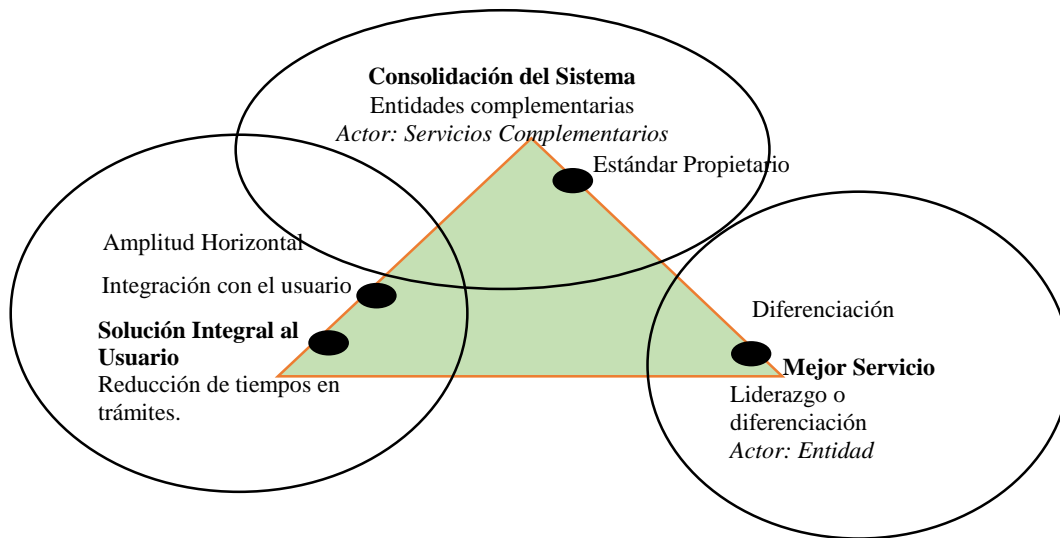 Consolidación del Sistema
Entidades complementarias
Actor: Servicios Complementarios
Estándar Propietario
Amplitud Horizontal
Integración con el usuario
Solución Integral al
Usuario
Reducción de tiempos en
trámites.
Diferenciación
Mejor Servicio
Liderazgo o
diferenciación
Actor: Entidad